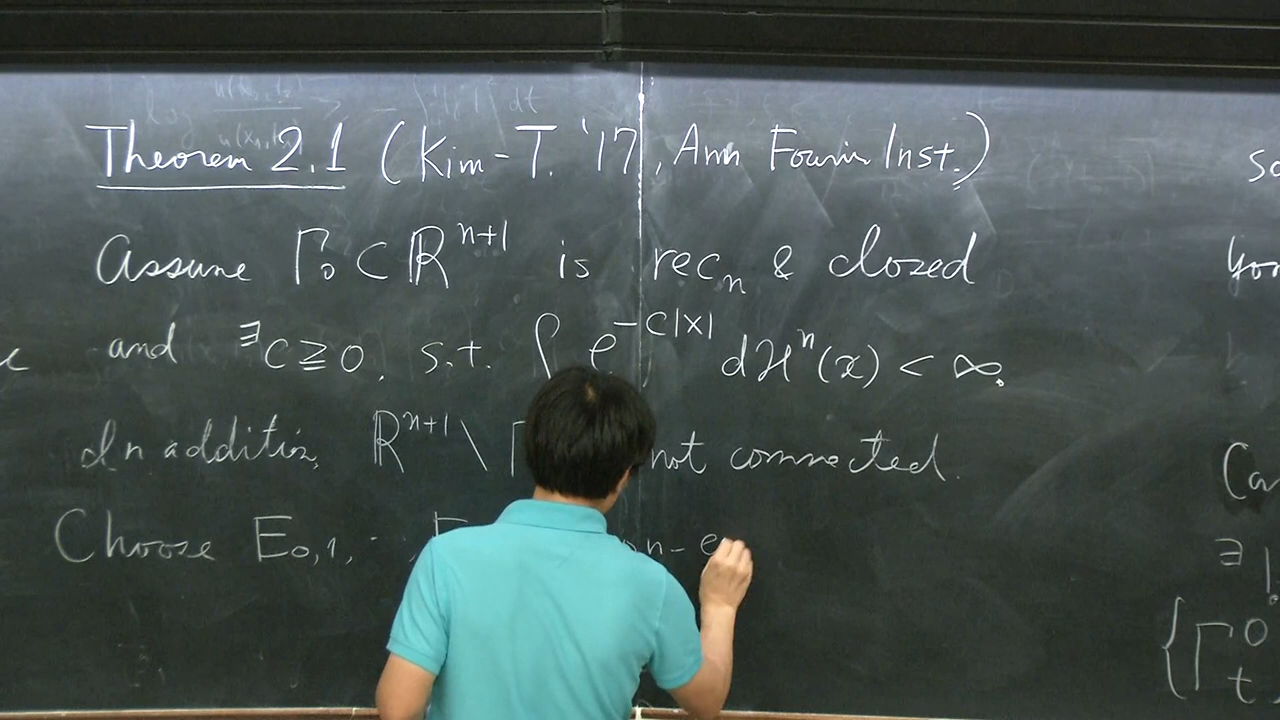 Theorem 2.1 (Kim-T. '17, Ann Fourier Inst.)
Assume Γ₀ ⊂ ℝⁿ⁺¹ is recₙ & closed
and ∃C ≧ 0, s.t. ∫ e^{-C|x|} dℋⁿ(x) < ∞.
In addition, ℝⁿ⁺¹ \ Γ not connected.
Choose E₀,₁, ··
∃
{Γ⁰
t